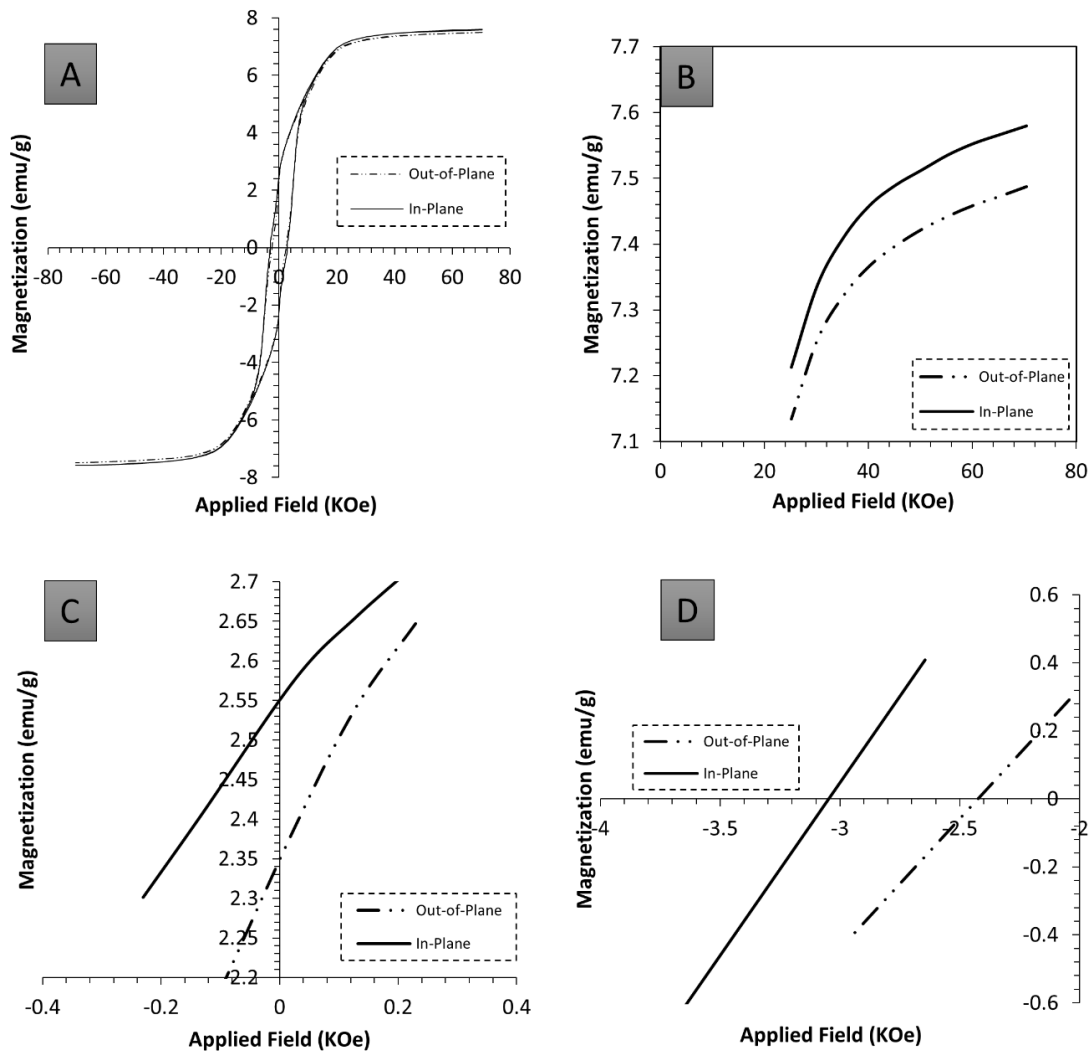 A
8
6
4
2
0
-2
-4
-6
-8
-80
-60
-40
-20
0
20
40
60
80
Magnetization (emu/g)
Applied Field (KOe)
Out-of-Plane
In-Plane
B
7.7
7.6
7.5
7.4
7.3
7.2
7.1
0
20
40
60
80
Magnetization (emu/g)
Applied Field (KOe)
Out-of-Plane
In-Plane
C
2.7
2.65
2.6
2.55
2.5
2.45
2.4
2.35
2.3
2.25
2.2
-0.4
-0.2
0
0.2
0.4
Magnetization (emu/g)
Applied Field (KOe)
Out-of-Plane
In-Plane
D
0.6
0.4
0.2
0
-0.2
-0.4
-0.6
-4
-3.5
-3
-2.5
-2
Magnetization (emu/g)
Applied Field (KOe)
Out-of-Plane
In-Plane